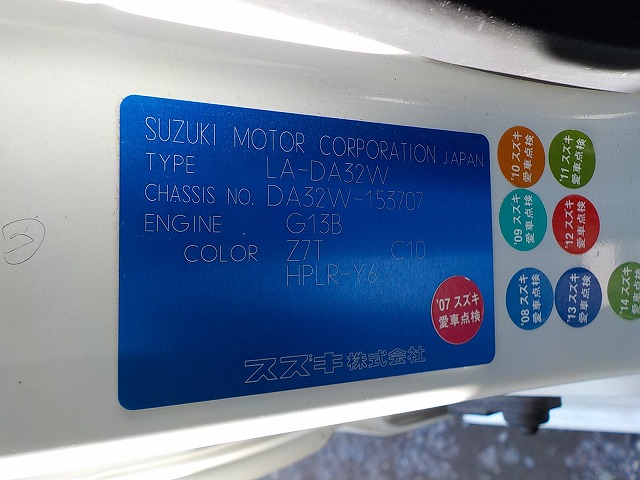 SUZUKI MOTOR CORPORATION JAPAN
TYPE LA-DA32W
CHASSIS NO. DA32W-153707
ENGINE G13B
COLOR Z7T C10
HPLR-Y6
スズキ株式会社
'07 スズキ
愛車点検
'10 スズキ
愛車点検
'11 スズキ
愛車点検
'09 スズキ
愛車点検
'12 スズキ
愛車点検
'08 スズキ
愛車点検
'13 スズキ
愛車点検
'14 スズキ
愛車点検